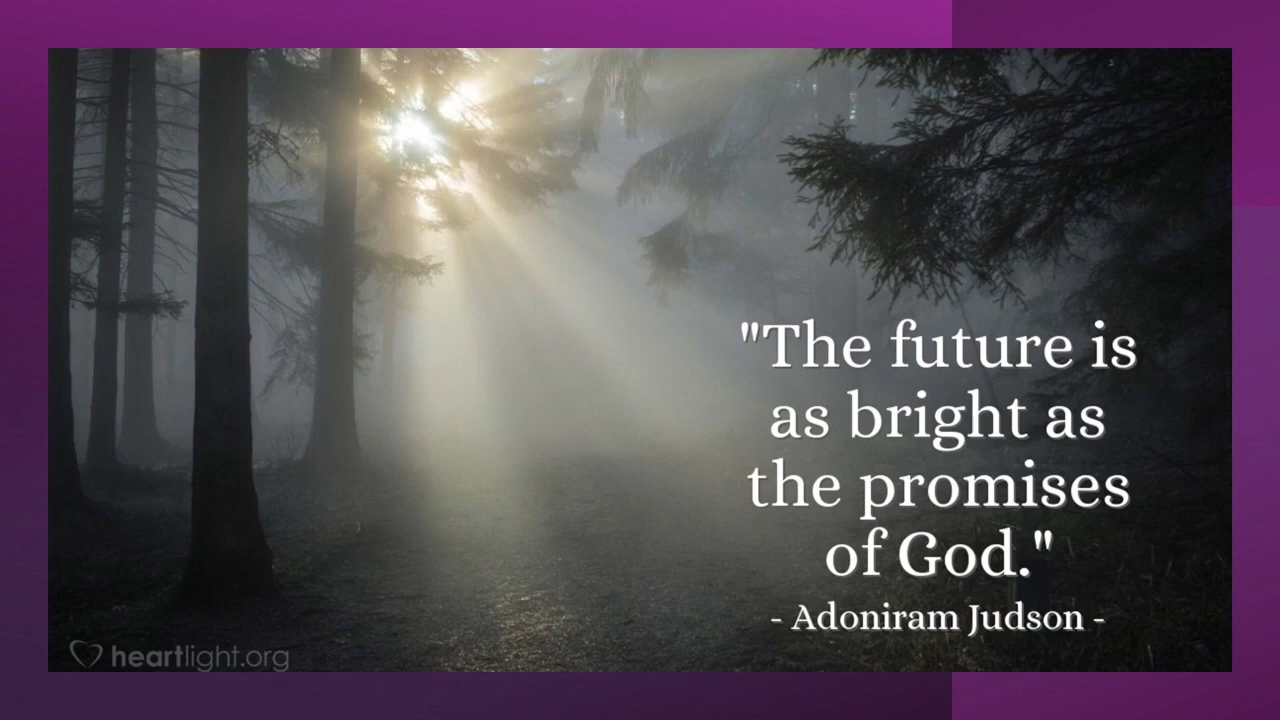 "The future is
as bright as
the promises
of God."
- Adoniram Judson -
heartlight.org